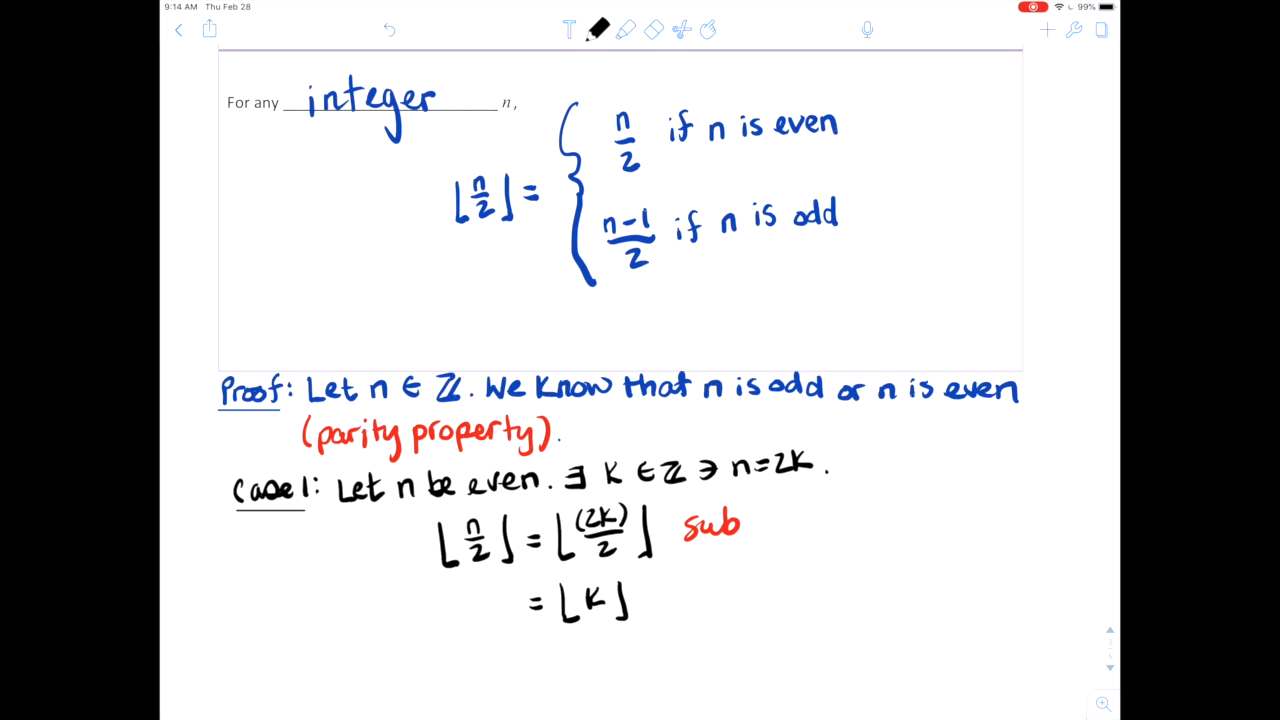 9:14 AM Thu Feb 28 99%
For any integer n,
⌊n/2⌋ = { n/2 if n is even
(n-1)/2 if n is odd
Proof: Let n ∈ ℤ. We know that n is odd or n is even
(parity property).
Case 1: Let n be even. ∃ k ∈ ℤ ∋ n=2k.
⌊n/2⌋ = ⌊(2k)/2⌋ sub
= ⌊k⌋